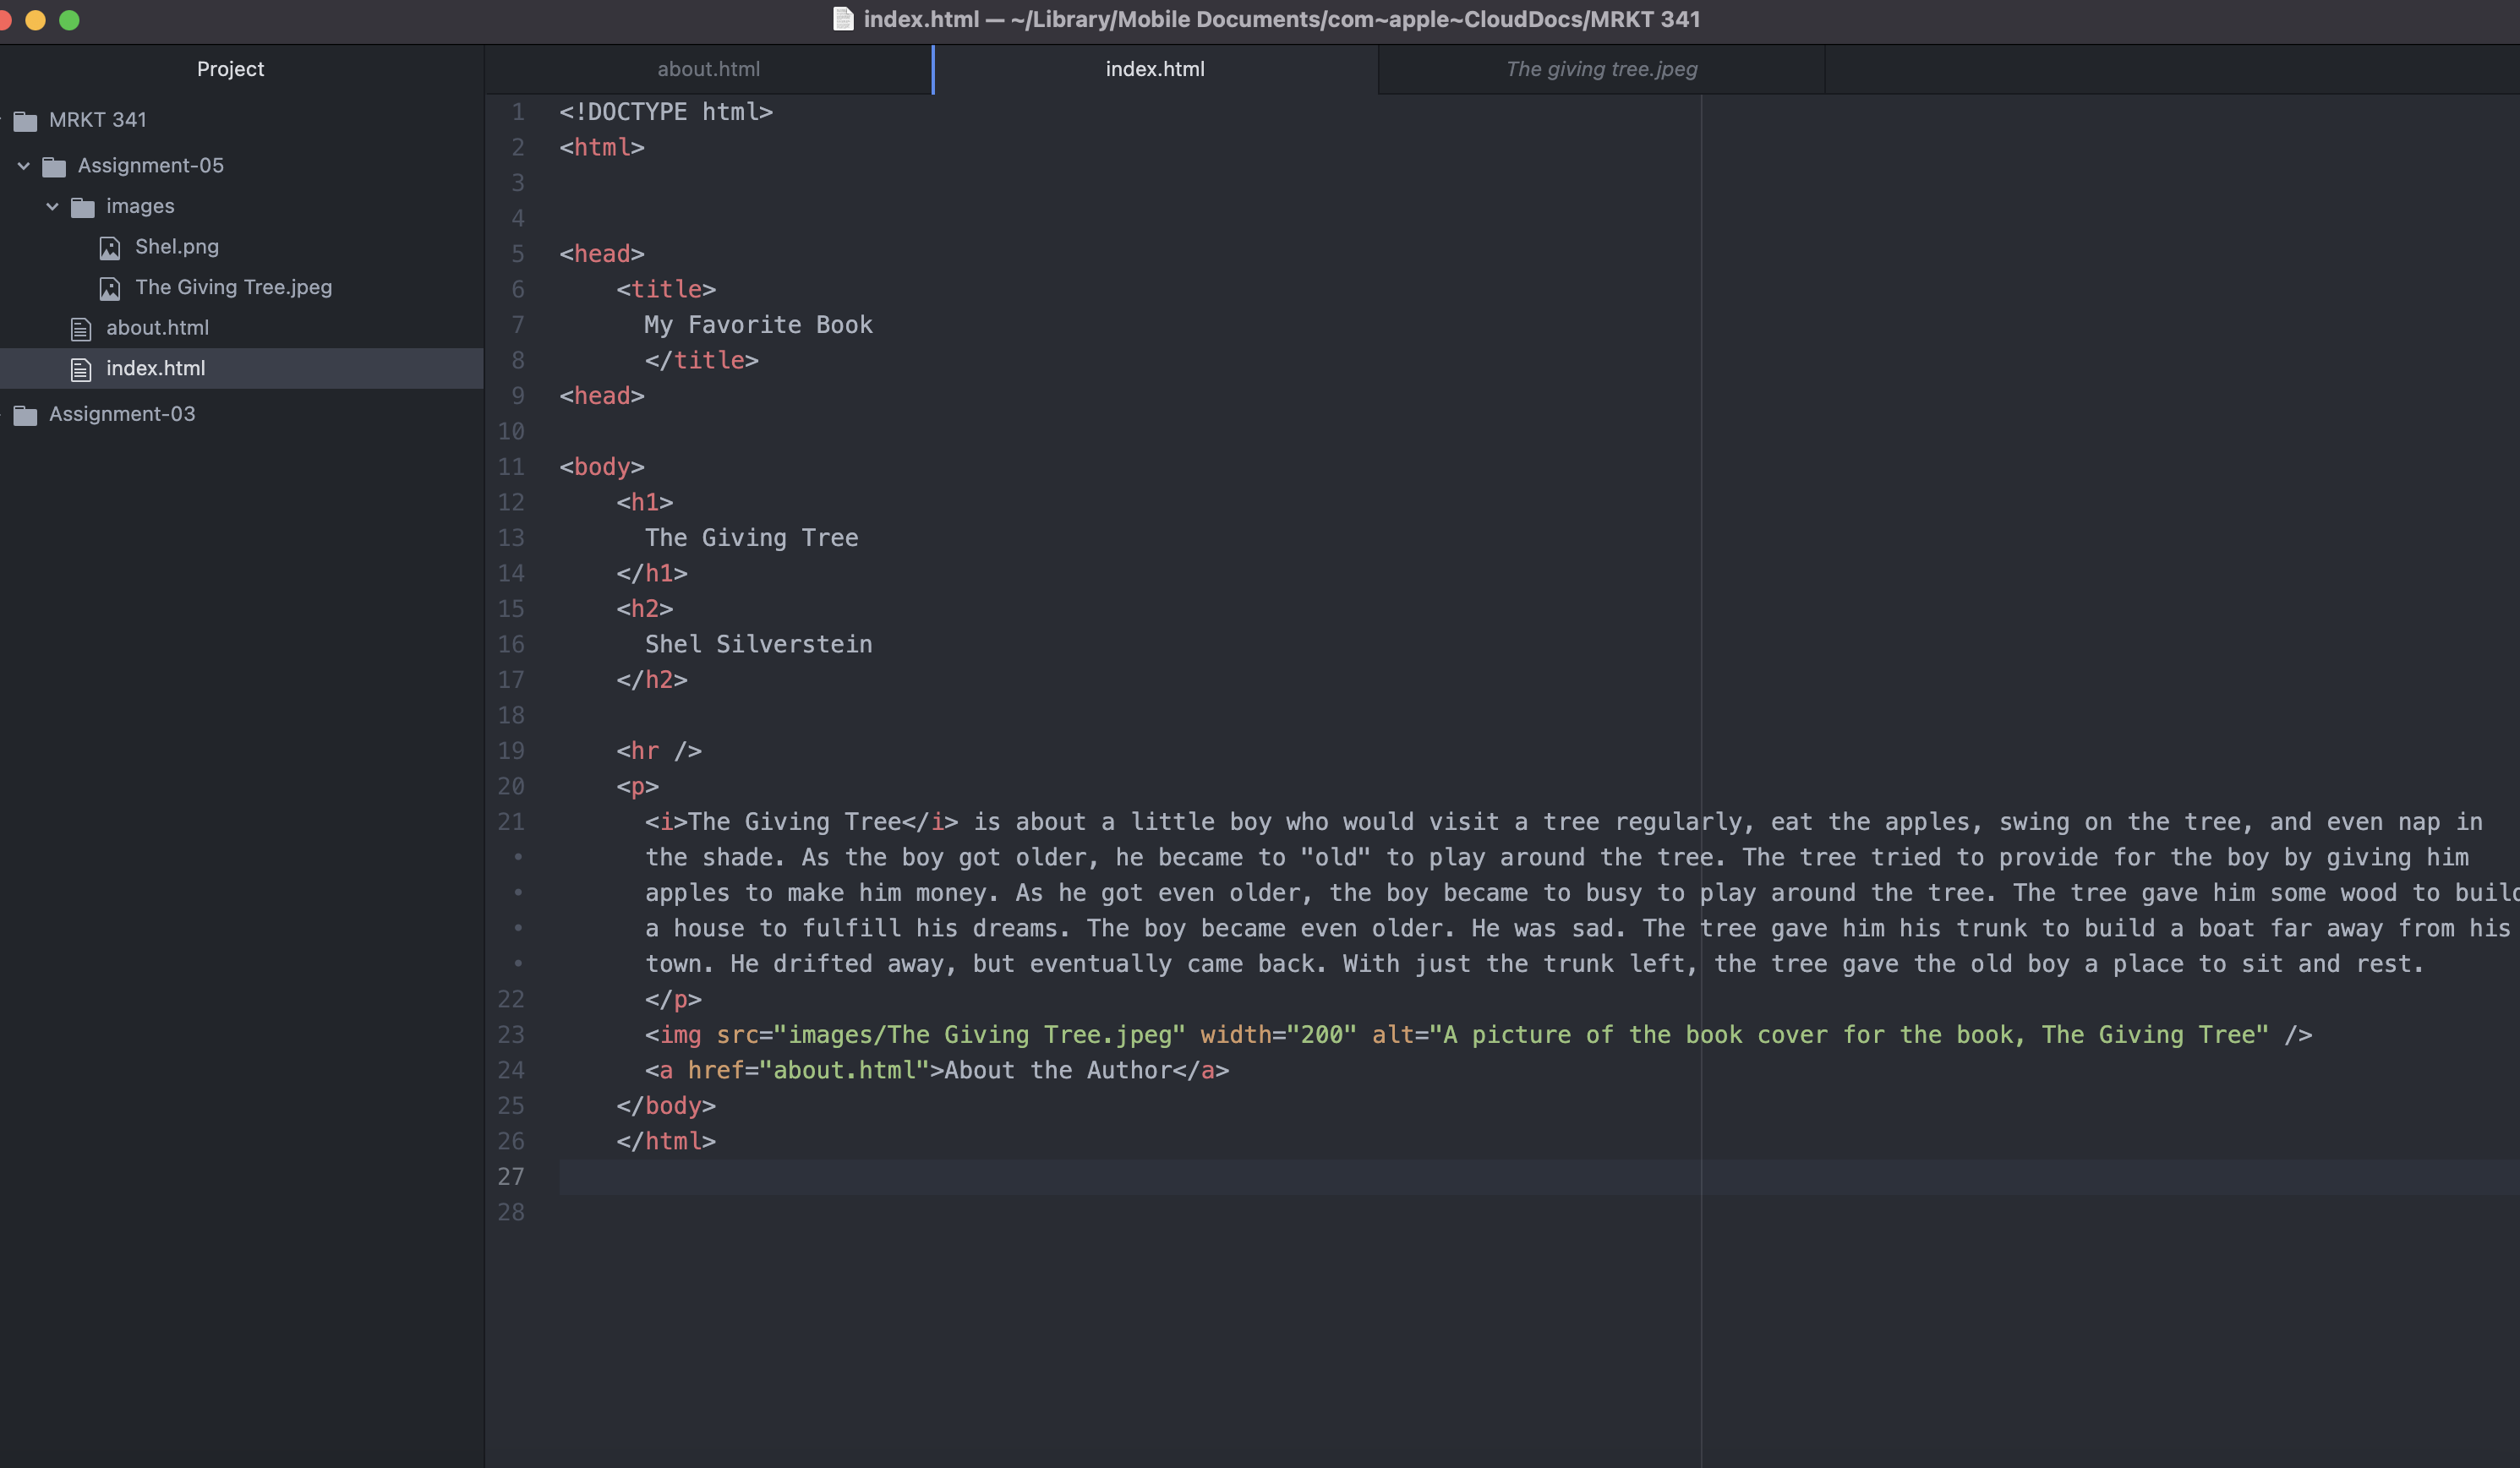 index.html — ~/Library/Mobile Documents/com~apple~CloudDocs/MRKT 341
Project
MRKT 341
Assignment-05
images
Shel.png
The Giving Tree.jpeg
about.html
index.html
Assignment-03
about.html
index.html
The giving tree.jpeg
1 <!DOCTYPE html>
2 <html>
3
4
5 <head>
6 <title>
7 My Favorite Book
8 </title>
9 <head>
10
11 <body>
12 <h1>
13 The Giving Tree
14 </h1>
15 <h2>
16 Shel Silverstein
17 </h2>
18
19 <hr />
20 <p>
21 <i>The Giving Tree</i> is about a little boy who would visit a tree regularly, eat the apples, swing on the tree, and even nap in
• the shade. As the boy got older, he became to "old" to play around the tree. The tree tried to provide for the boy by giving him
• apples to make him money. As he got even older, the boy became to busy to play around the tree. The tree gave him some wood to build
• a house to fulfill his dreams. The boy became even older. He was sad. The tree gave him his trunk to build a boat far away from his
• town. He drifted away, but eventually came back. With just the trunk left, the tree gave the old boy a place to sit and rest.
22 </p>
23 <img src="images/The Giving Tree.jpeg" width="200" alt="A picture of the book cover for the book, The Giving Tree" />
24 <a href="about.html">About the Author</a>
25 </body>
26 </html>
27
28